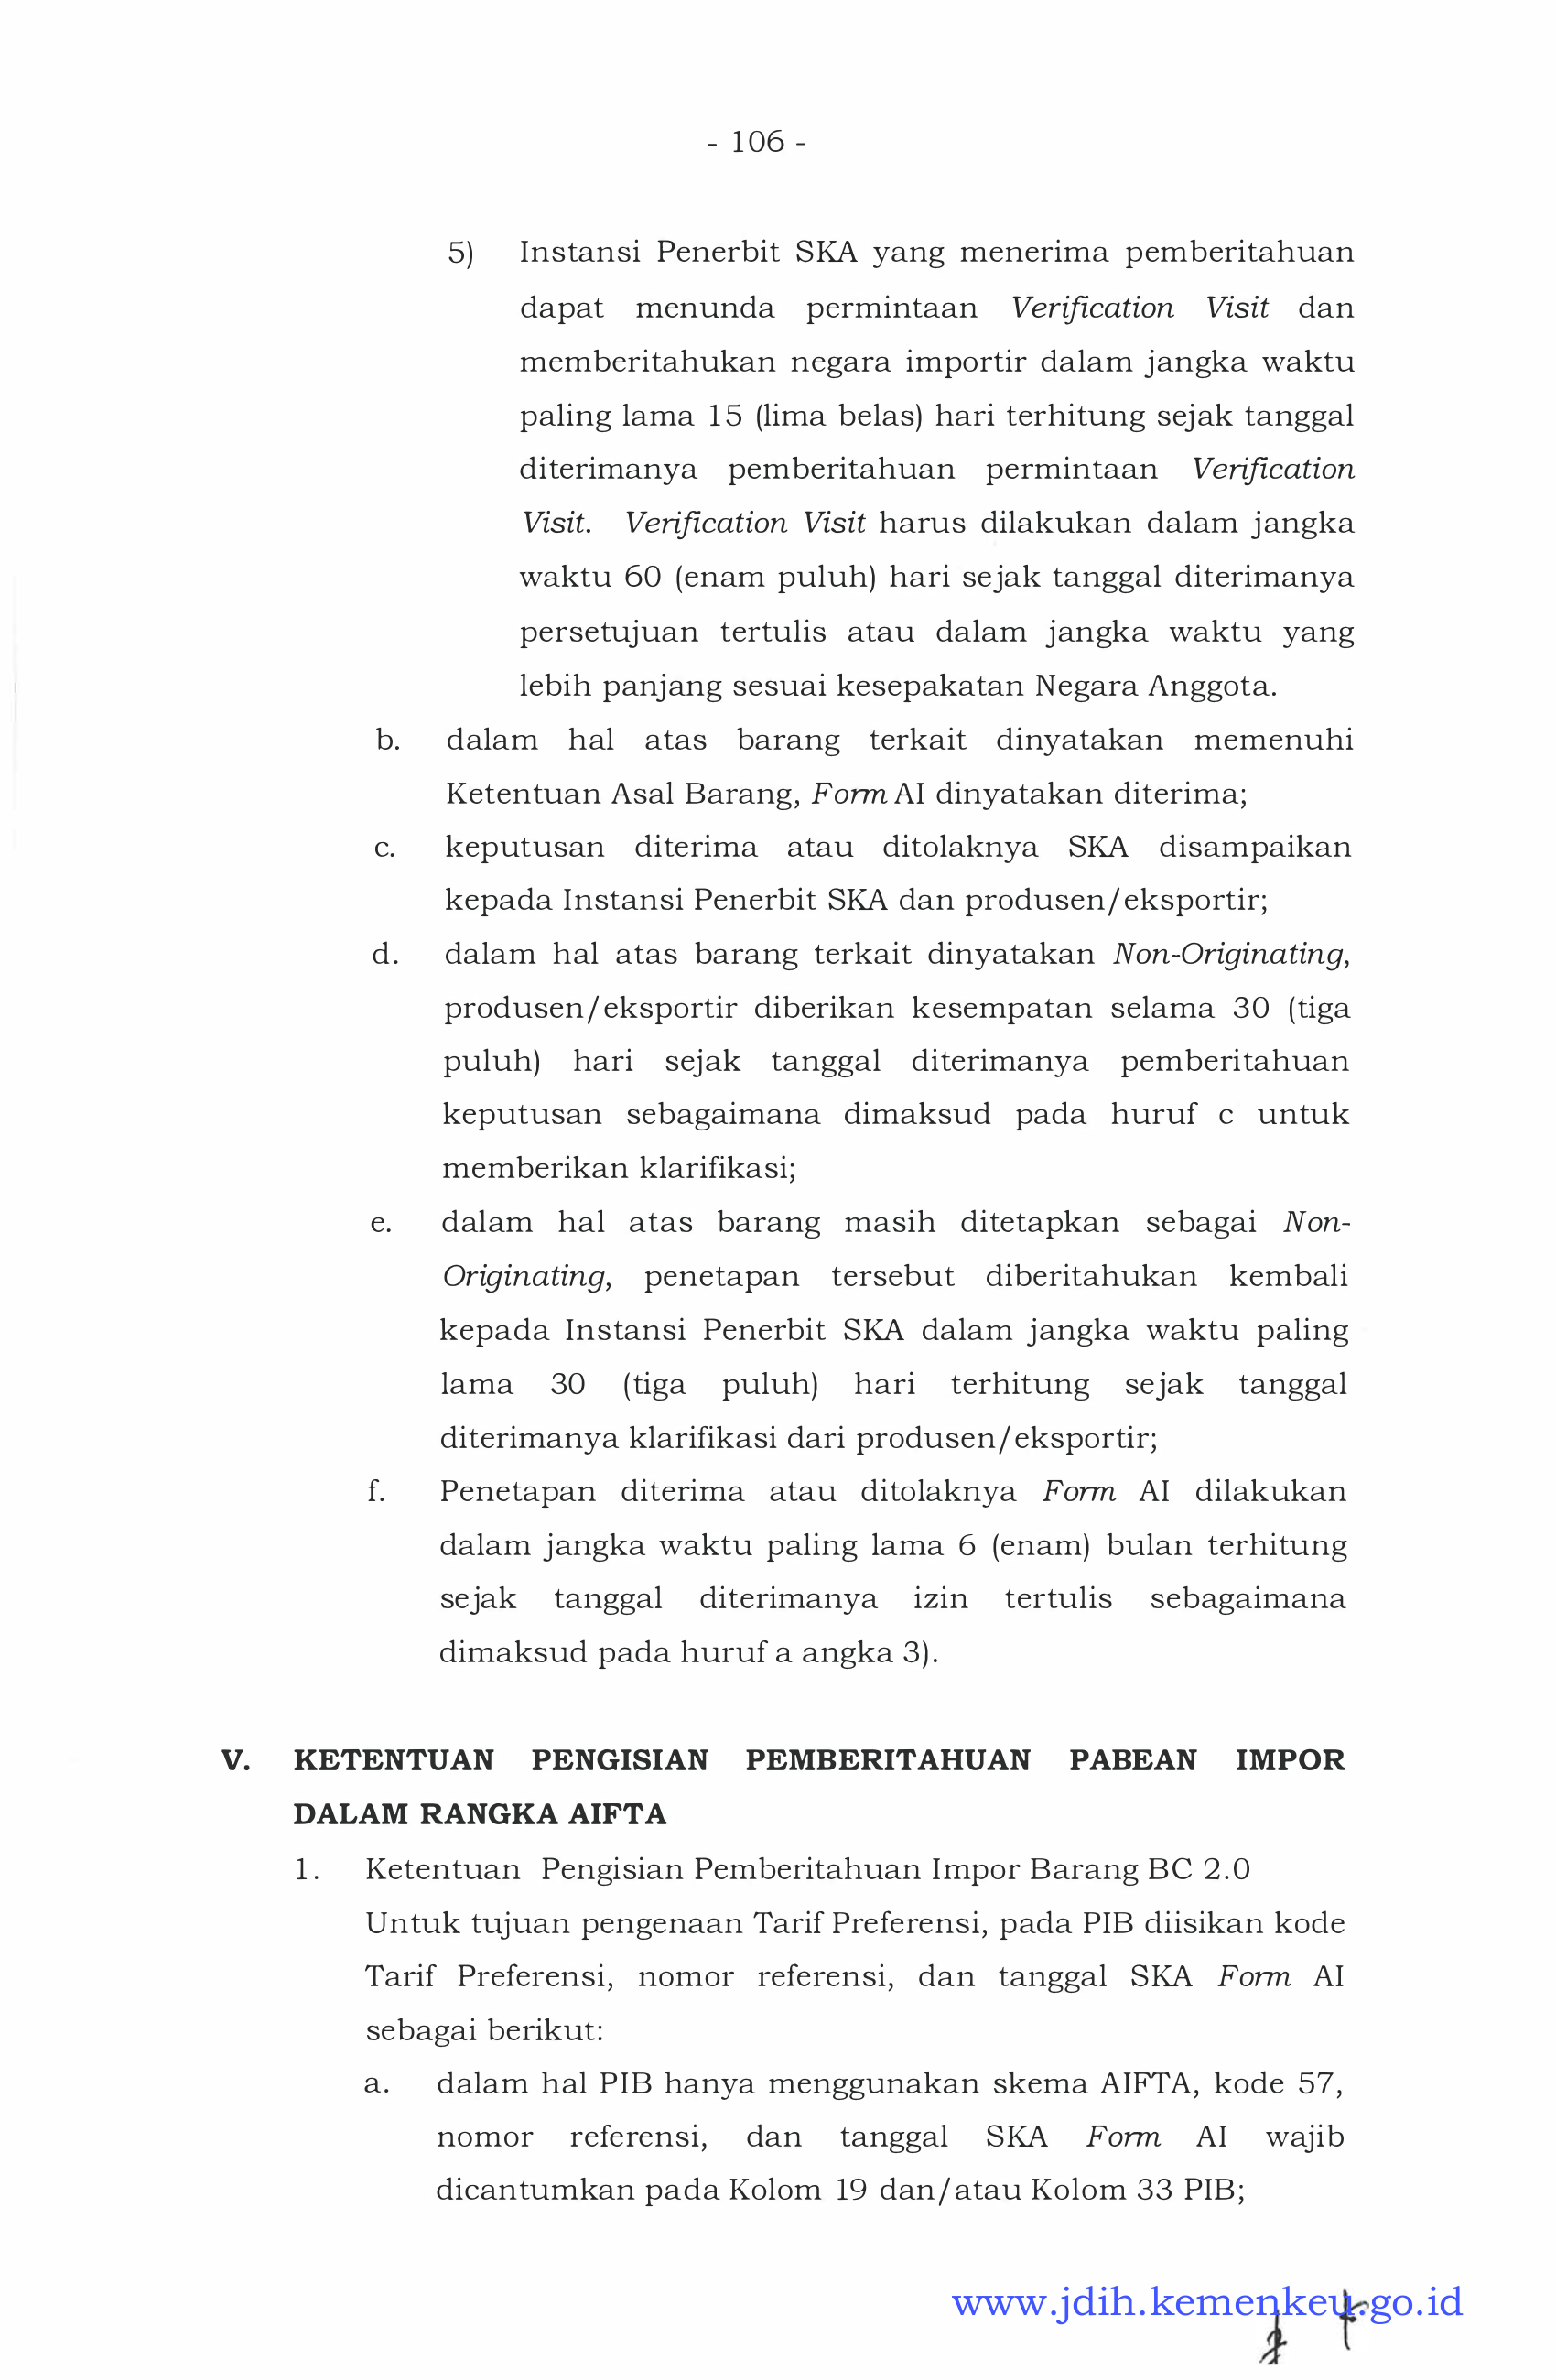 - 106 -
5) Instansi Penerbit SKA yang menerima pemberitahuan
dapat menunda permintaan Verification Visit dan
memberitahukan negara importir dalam jangka waktu
paling lama 15 (lima belas) hari terhitung sejak tanggal
diterimanya pemberitahuan permintaan Verification
Visit. Verification Visit harus dilakukan dalam jangka
waktu 60 (enam puluh) hari sejak tanggal diterimanya
persetujuan tertulis atau dalam jangka waktu yang
lebih panjang sesuai kesepakatan Negara Anggota.
b. dalam hal atas barang terkait dinyatakan memenuhi
Ketentuan Asal Barang, Form AI dinyatakan diterima;
c. keputusan diterima atau ditolaknya SKA disampaikan
kepada Instansi Penerbit SKA dan produsen/eksportir;
d. dalam hal atas barang terkait dinyatakan Non-Originating,
produsen/eksportir diberikan kesempatan selama 30 (tiga
puluh) hari sejak tanggal diterimanya pemberitahuan
keputusan sebagaimana dimaksud pada huruf c untuk
memberikan klarifikasi;
e. dalam hal atas barang masih ditetapkan sebagai Non-
Originating, penetapan tersebut diberitahukan kembali
kepada Instansi Penerbit SKA dalam jangka waktu paling
lama 30 (tiga puluh) hari terhitung sejak tanggal
diterimanya klarifikasi dari produsen/eksportir;
f. Penetapan diterima atau ditolaknya Form AI dilakukan
dalam jangka waktu paling lama 6 (enam) bulan terhitung
sejak tanggal diterimanya izin tertulis sebagaimana
dimaksud pada huruf a angka 3).
V. KETENTUAN PENGISIAN PEMBERITAHUAN PABEAN IMPOR
DALAM RANGKA AIFTA
1. Ketentuan Pengisian Pemberitahuan Impor Barang BC 2.0
Untuk tujuan pengenaan Tarif Preferensi, pada PIB diisikan kode
Tarif Preferensi, nomor referensi, dan tanggal SKA Form AI
sebagai berikut:
a. dalam hal PIB hanya menggunakan skema AIFTA, kode 57,
nomor referensi, dan tanggal SKA Form AI wajib
dicantumkan pada Kolom 19 dan/atau Kolom 33 PIB;
www.jdih.kemenkeu.go.id